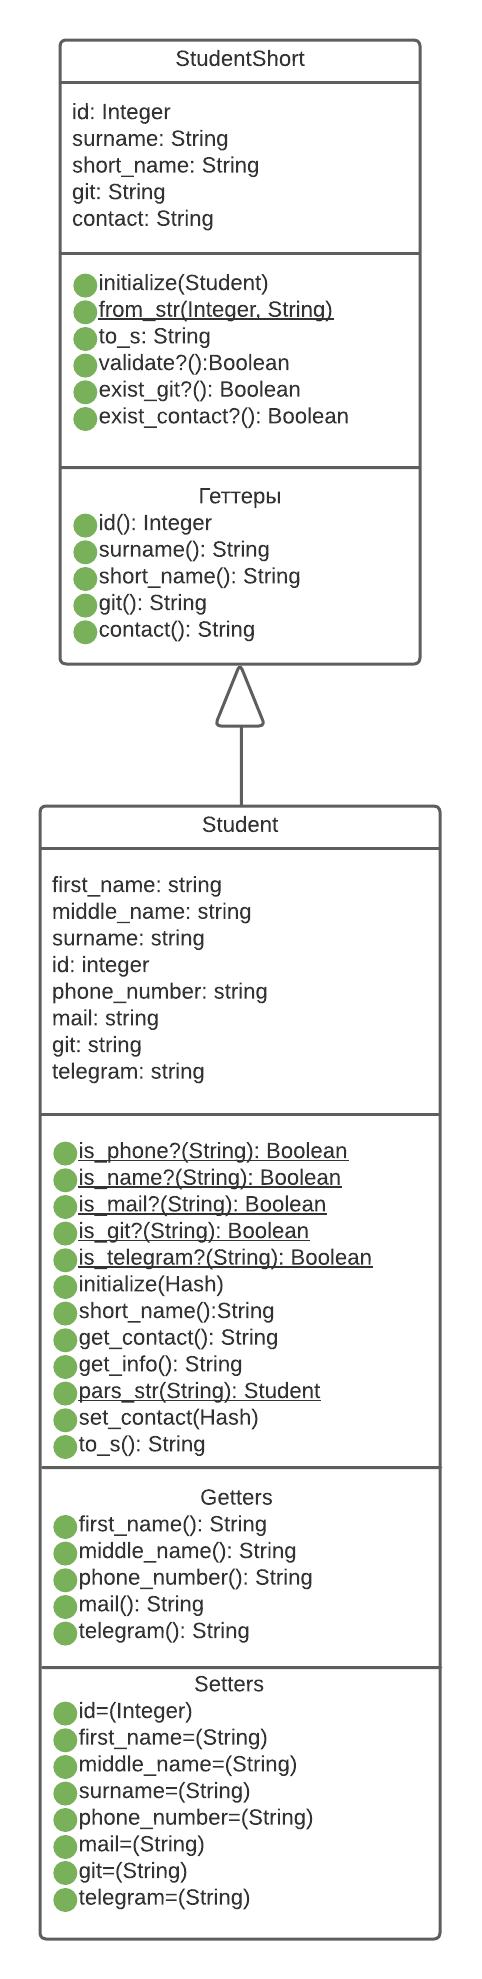 StudentShort
id: Integer
surname: String
short_name: String
git: String
contact: String
initialize(Student)
from_str(Integer, String)
to_s: String
validate?():Boolean
exist_git?(): Boolean
exist_contact?(): Boolean
Геттеры
id(): Integer
surname(): String
short_name(): String
git(): String
contact(): String
Student
first_name: string
middle_name: string
surname: string
id: integer
phone_number: string
mail: string
git: string
telegram: string
is_phone?(String): Boolean
is_name?(String): Boolean
is_mail?(String): Boolean
is_git?(String): Boolean
is_telegram?(String): Boolean
initialize(Hash)
short_name():String
get_contact(): String
get_info(): String
pars_str(String): Student
set_contact(Hash)
to_s(): String
Getters
first_name(): String
middle_name(): String
phone_number(): String
mail(): String
telegram(): String
Setters
id=(Integer)
first_name=(String)
middle_name=(String)
surname=(String)
phone_number=(String)
mail=(String)
git=(String)
telegram=(String)